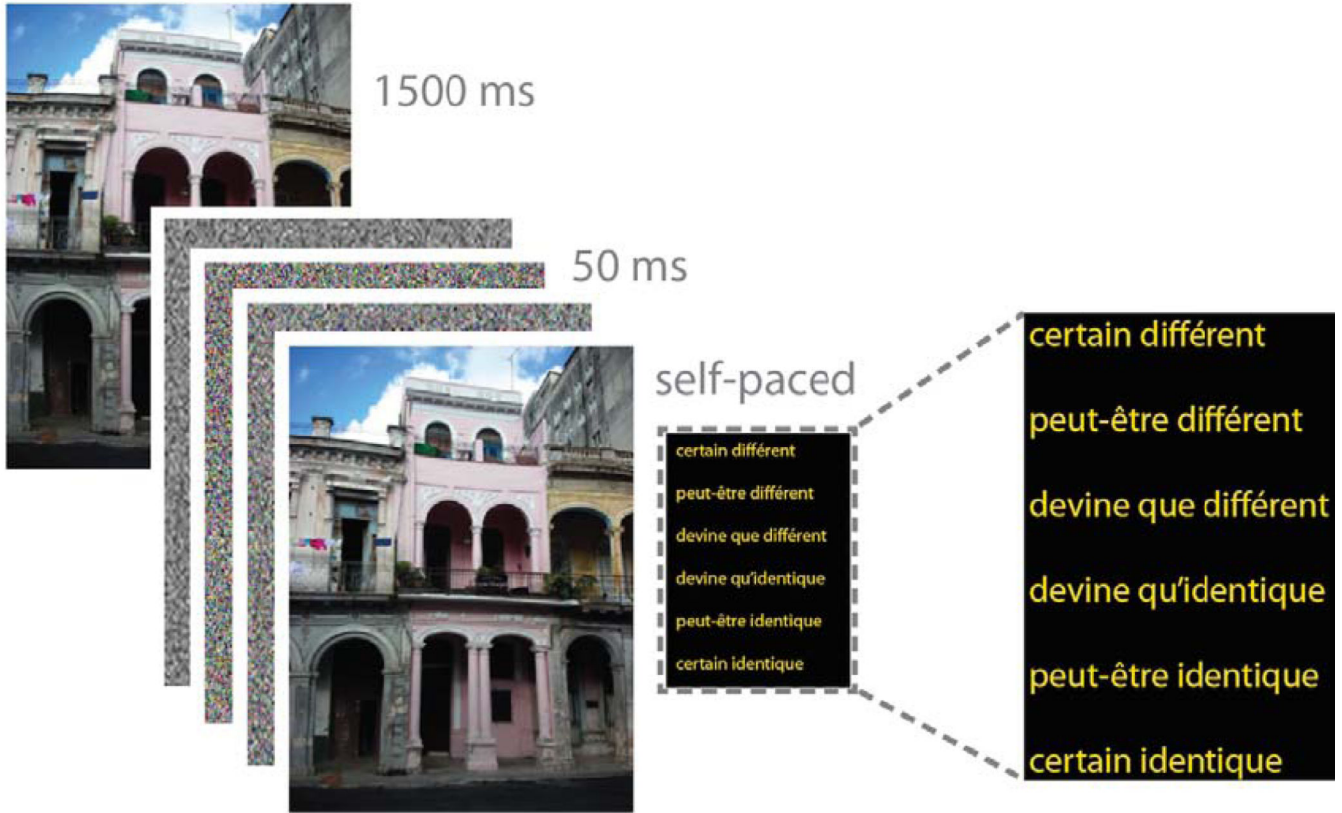 1500 ms
50 ms
self-paced
certain différent
peut-être différent
devine que différent
devine qu'identique
peut-être identique
certain identique
certain différent
peut-être différent
devine que différent
devine qu'identique
peut-être identique
certain identique